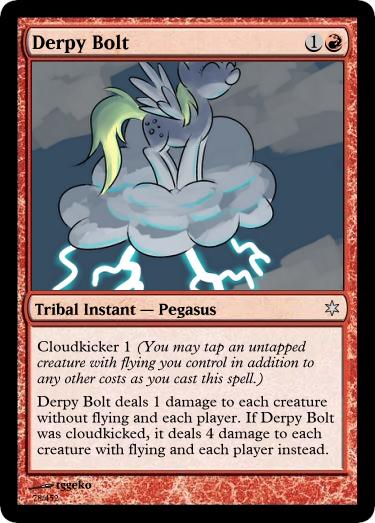 Derpy Bolt 1
Tribal Instant — Pegasus
Cloudkicker 1 (You may tap an untapped
creature with flying you control in addition to
any other costs as you cast this spell.)
Derpy Bolt deals 1 damage to each creature
without flying and each player. If Derpy Bolt
was cloudkicked, it deals 4 damage to each
creature with flying and each player instead.
tggeko
78/452